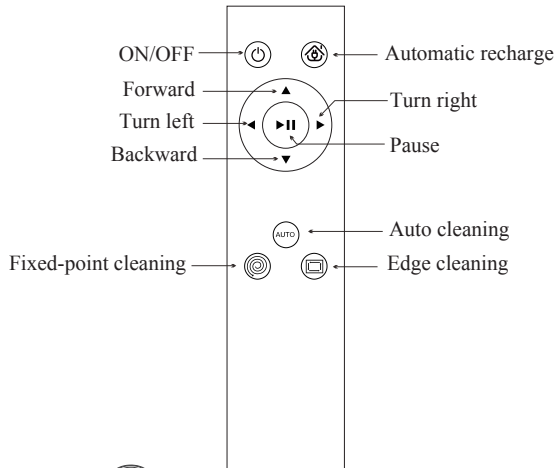 ON/OFF
Automatic recharge
Forward
Turn right
Turn left
Pause
Backward
AUTO
Auto cleaning
Fixed-point cleaning
Edge cleaning